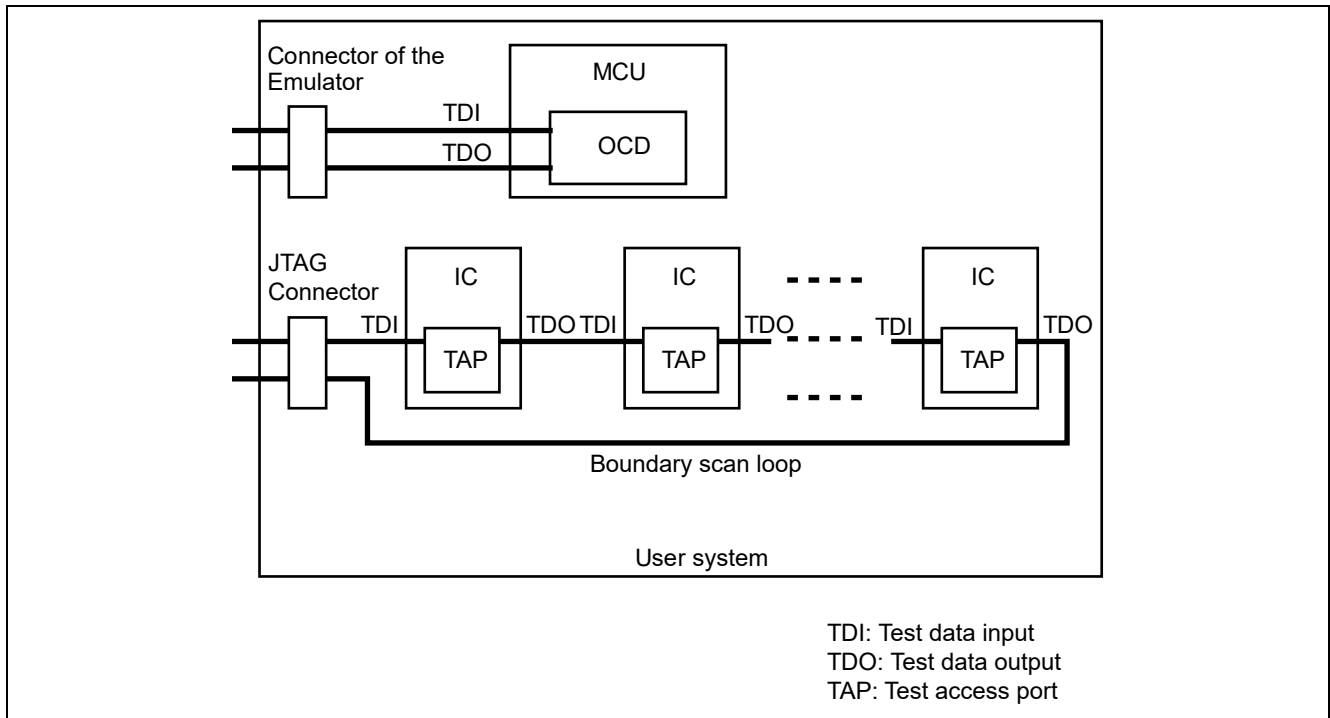 Connector of the
Emulator
MCU
TDI
OCD
TDO
JTAG
Connector
IC
IC
IC
TDI
TDO
TDI
TDO
TDI
TDO
TAP
TAP
TAP
Boundary scan loop
User system
TDI: Test data input
TDO: Test data output
TAP: Test access port